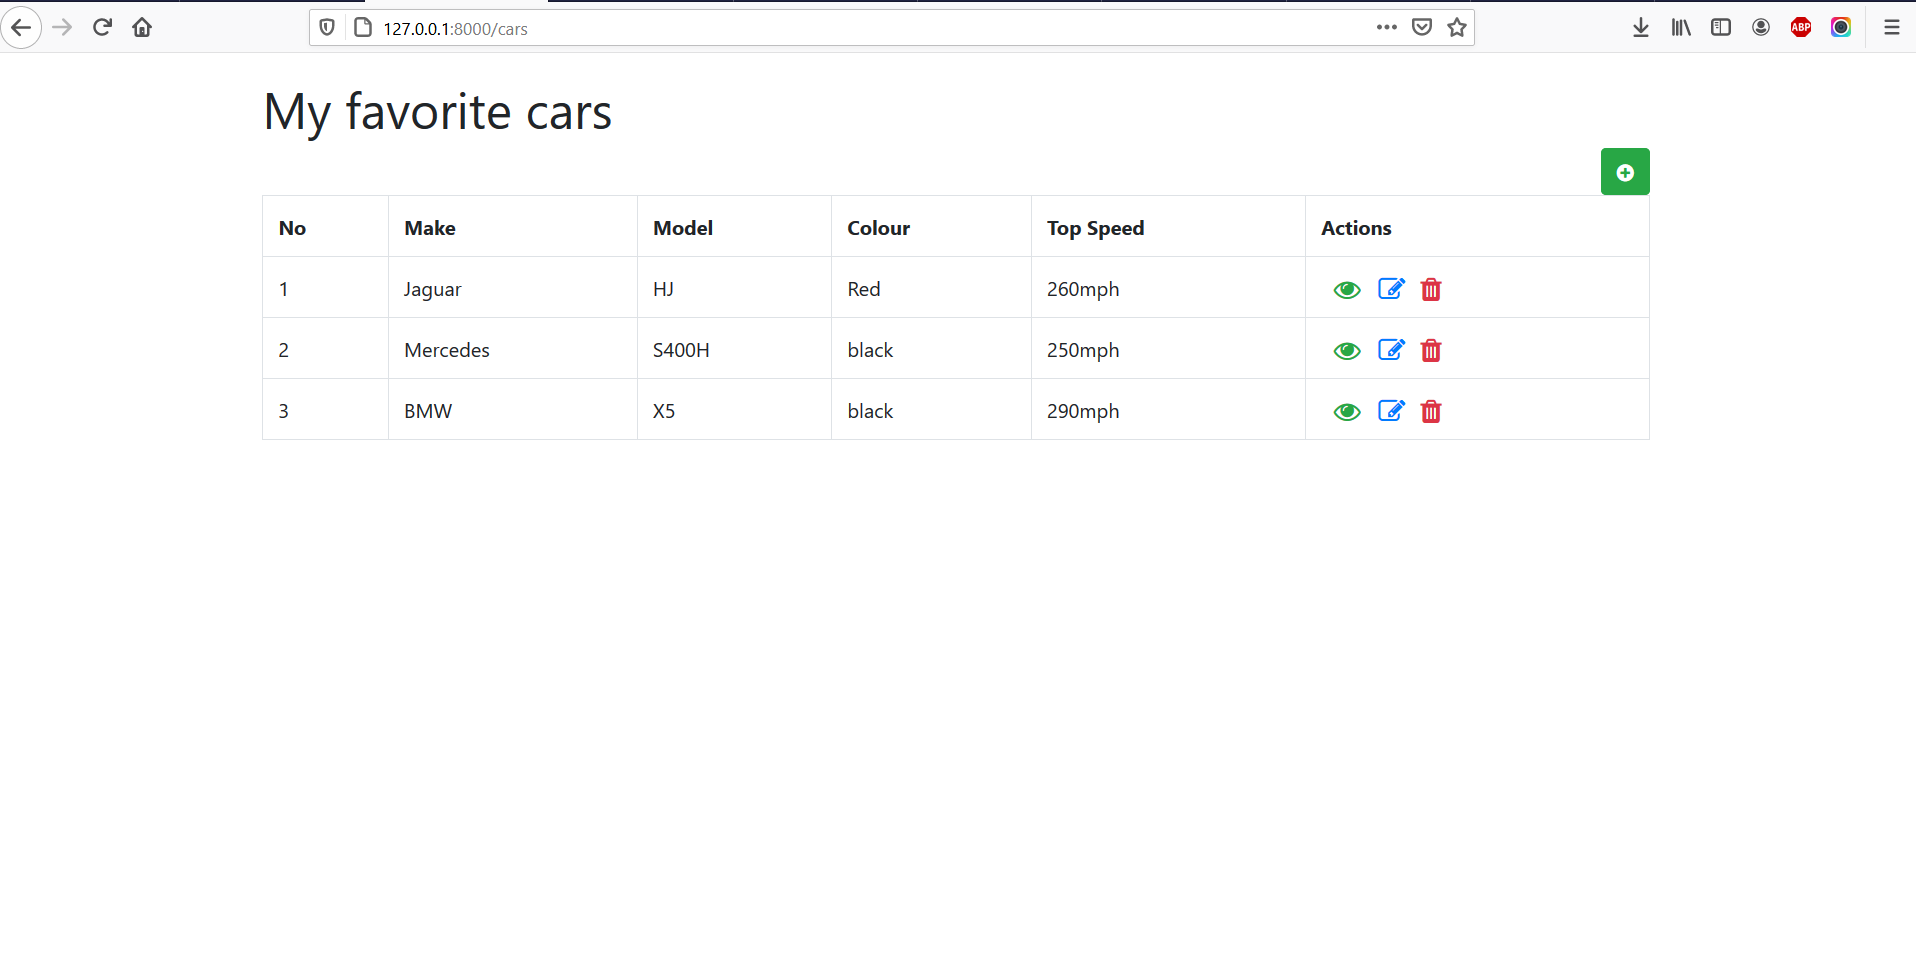 127.0.0.1:8000/cars
ABP
My favorite cars
No Make Model Colour Top Speed Actions
1 Jaguar HJ Red 260mph
2 Mercedes S400H black 250mph
3 BMW X5 black 290mph